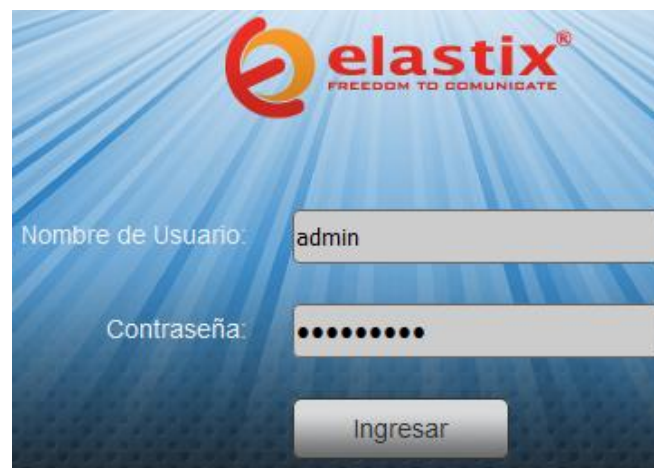 elastix®
FREEDOM TO COMUNICATE
Nombre de Usuario: admin
Contraseña: •••••••••
Ingresar